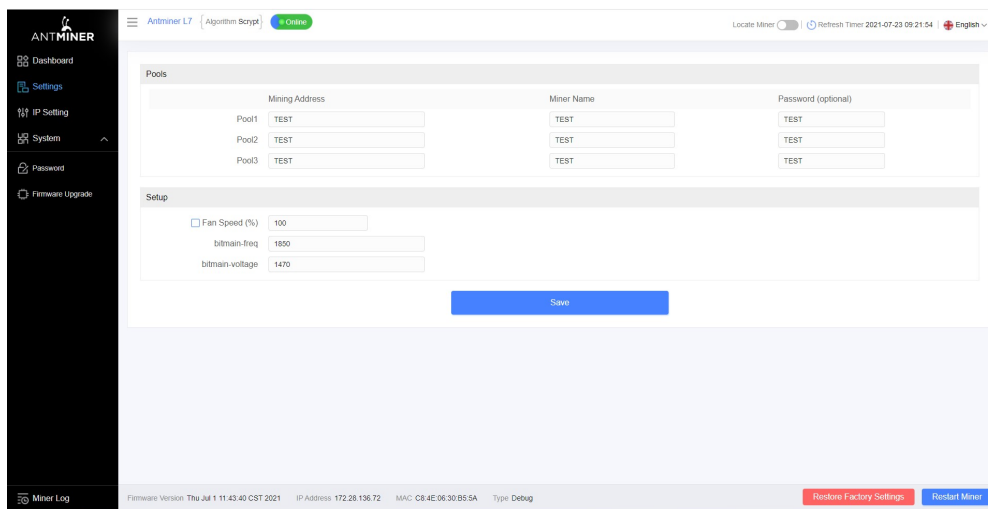 ANTMINER
Antminer L7 {Algorithm Scrypt} Online
Locate Miner Refresh Timer 2021-07-23 09:21:54 English
Dashboard
Settings
IP Setting
System
Password
Firmware Upgrade
Pools
Mining Address Miner Name Password (optional)
Pool1 TEST TEST TEST
Pool2 TEST TEST TEST
Pool3 TEST TEST TEST
Setup
Fan Speed (%) 100
bitmain-freq 1850
bitmain-voltage 1470
Save
Miner Log
Firmware Version Thu Jul 1 11:43:40 CST 2021 IP Address 172.28.136.72 MAC C8:4E:06:30:B5:5A Type Debug
Restore Factory Settings Restart Miner